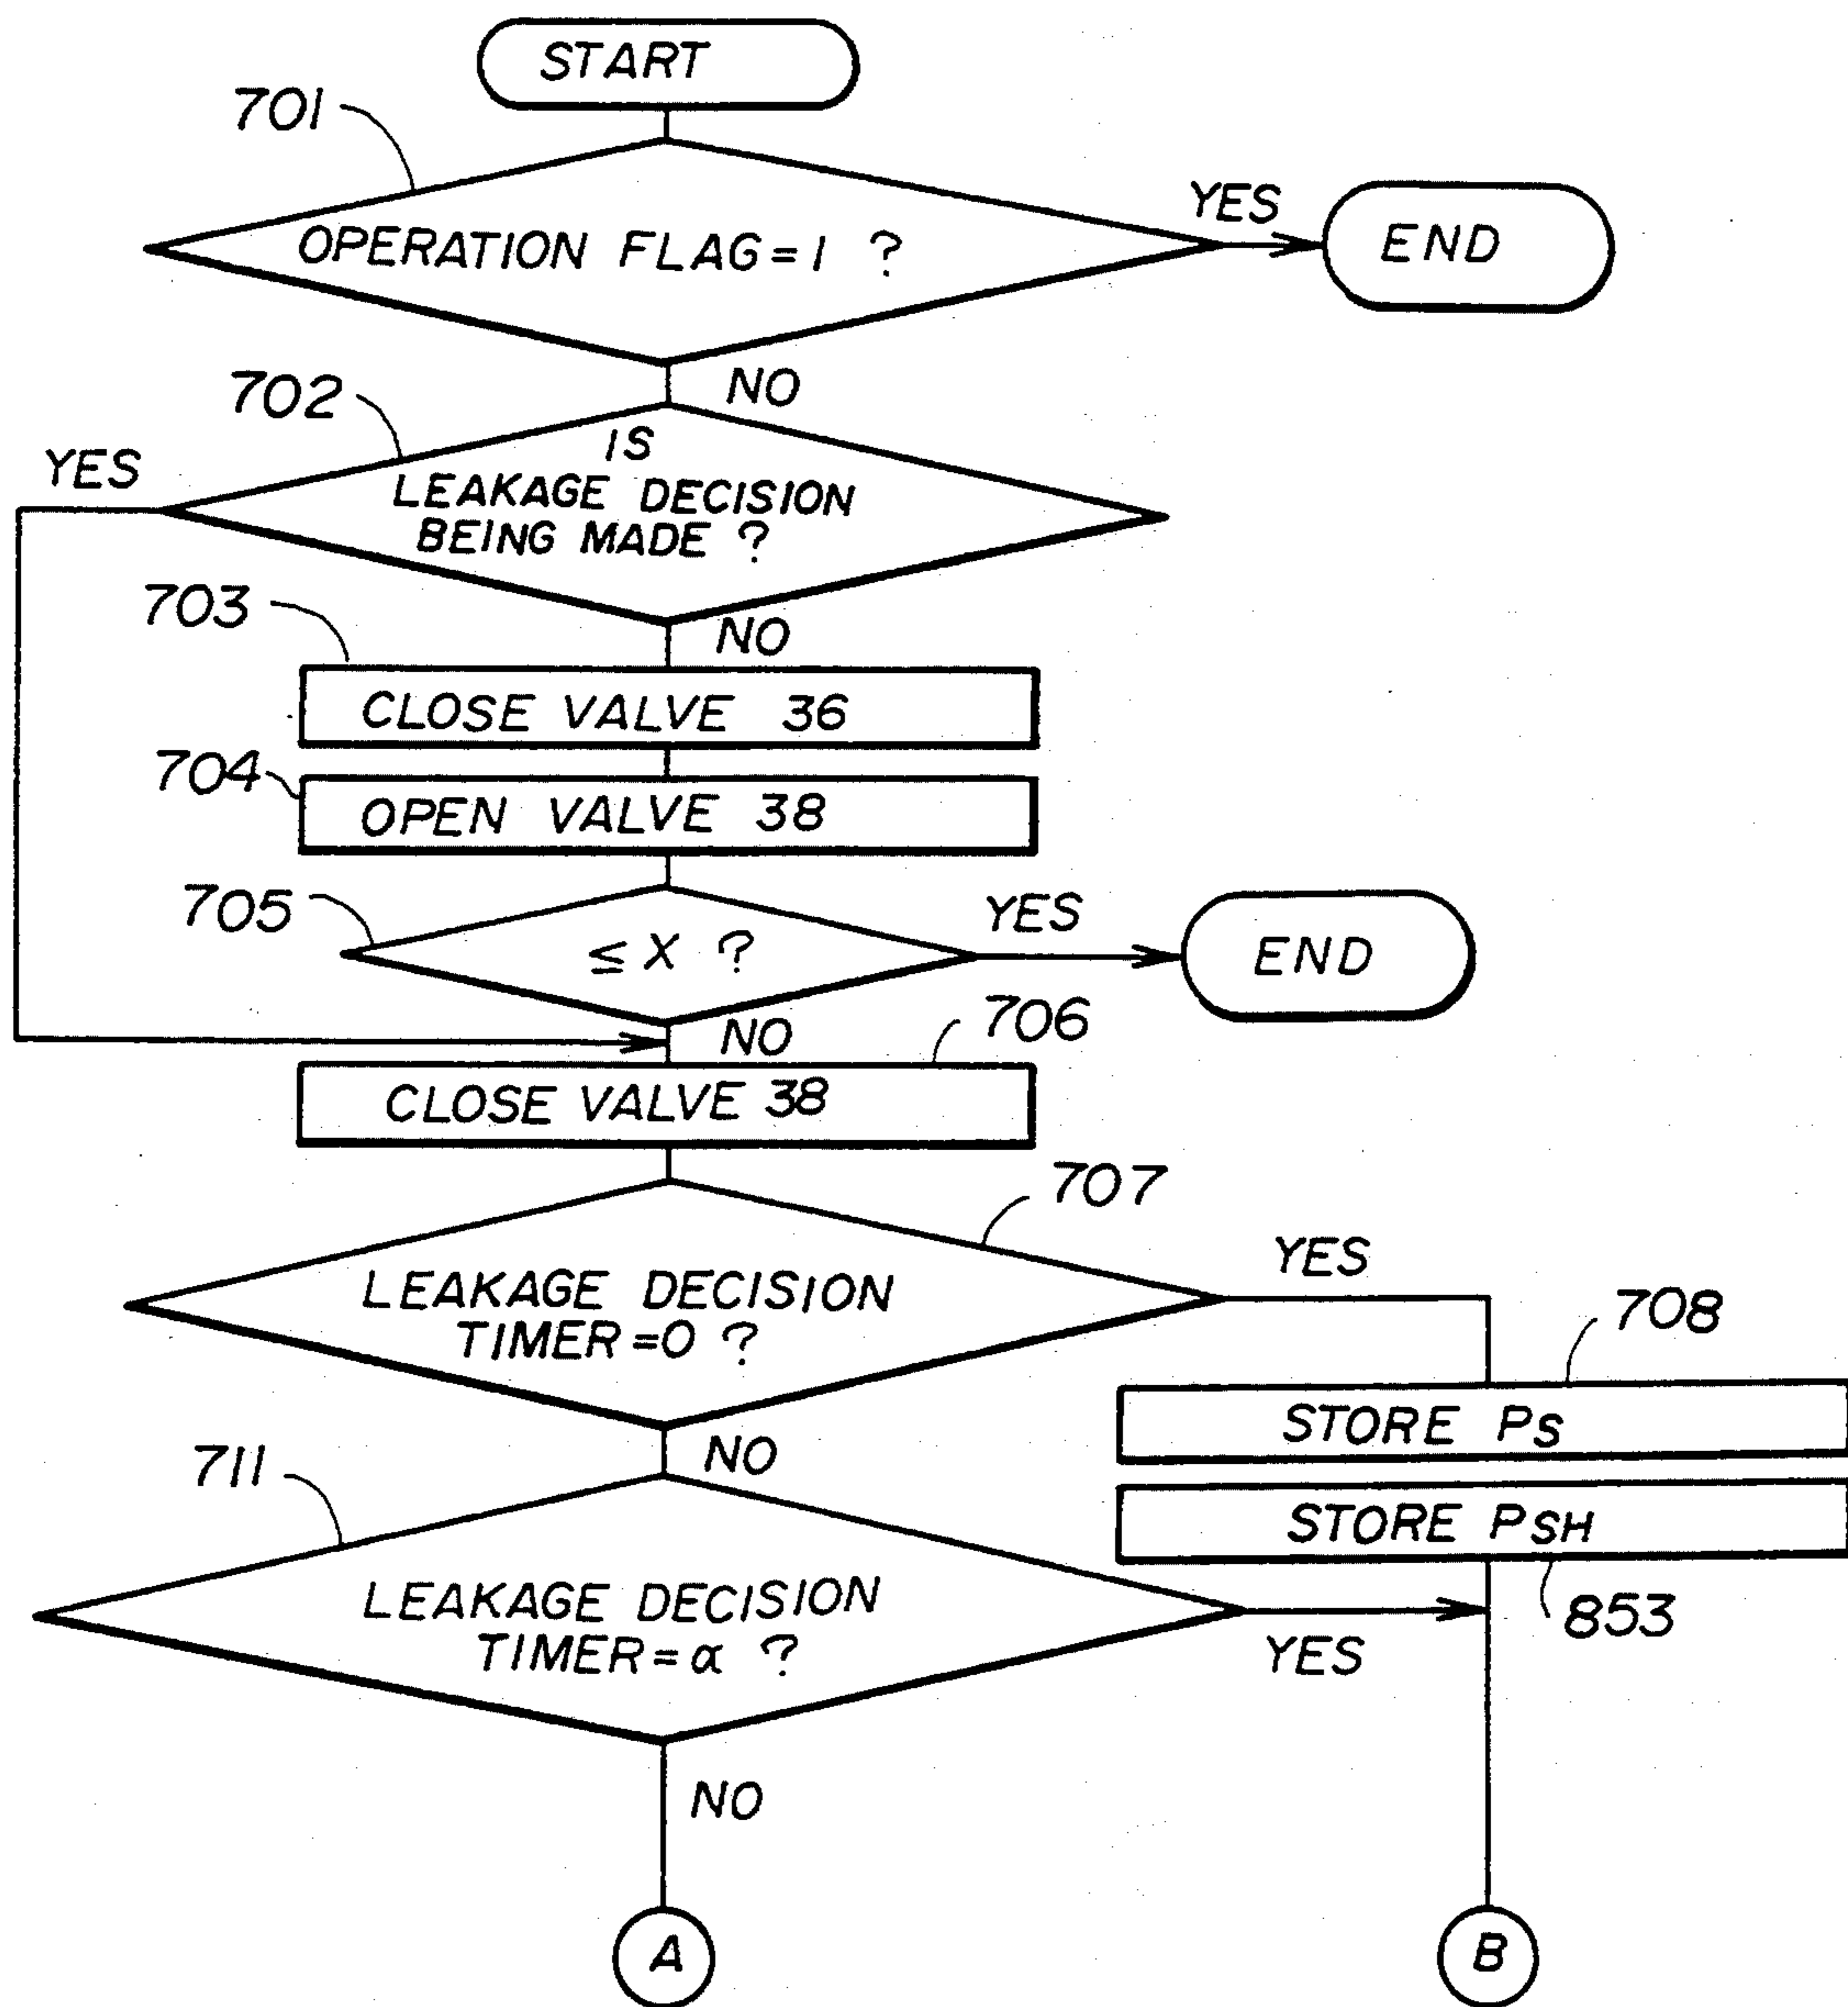 START
701
OPERATION FLAG = 1 ?
YES
END
NO
702
YES
IS
LEAKAGE DECISION
BEING MADE ?
NO
703
CLOSE VALVE 36
704
OPEN VALVE 38
705
≤ X ?
YES
END
NO
706
CLOSE VALVE 38
707
LEAKAGE DECISION
TIMER = 0 ?
YES
708
STORE PS
NO
711
STORE PSH
853
LEAKAGE DECISION
TIMER = α ?
YES
NO
A
B